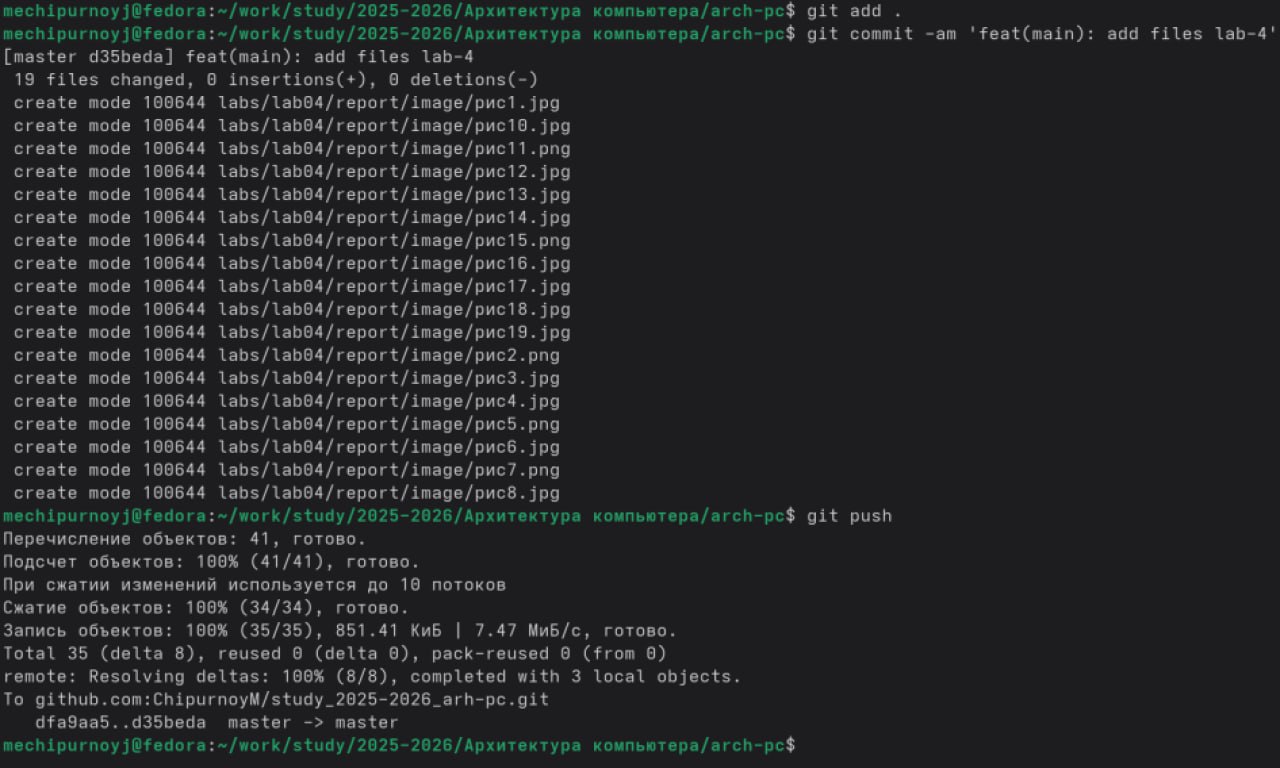 mechipurnoyj@fedora:~/work/study/2025-2026/Архитектура компьютера/arch-pc$ git add .
mechipurnoyj@fedora:~/work/study/2025-2026/Архитектура компьютера/arch-pc$ git commit -am 'feat(main): add files lab-4'
[master d35beda] feat(main): add files lab-4
 19 files changed, 0 insertions(+), 0 deletions(-)
 create mode 100644 labs/lab04/report/image/рис1.jpg
 create mode 100644 labs/lab04/report/image/рис10.jpg
 create mode 100644 labs/lab04/report/image/рис11.png
 create mode 100644 labs/lab04/report/image/рис12.jpg
 create mode 100644 labs/lab04/report/image/рис13.jpg
 create mode 100644 labs/lab04/report/image/рис14.jpg
 create mode 100644 labs/lab04/report/image/рис15.png
 create mode 100644 labs/lab04/report/image/рис16.jpg
 create mode 100644 labs/lab04/report/image/рис17.jpg
 create mode 100644 labs/lab04/report/image/рис18.jpg
 create mode 100644 labs/lab04/report/image/рис19.jpg
 create mode 100644 labs/lab04/report/image/рис2.png
 create mode 100644 labs/lab04/report/image/рис3.jpg
 create mode 100644 labs/lab04/report/image/рис4.jpg
 create mode 100644 labs/lab04/report/image/рис5.png
 create mode 100644 labs/lab04/report/image/рис6.jpg
 create mode 100644 labs/lab04/report/image/рис7.png
 create mode 100644 labs/lab04/report/image/рис8.jpg
mechipurnoyj@fedora:~/work/study/2025-2026/Архитектура компьютера/arch-pc$ git push
Перечисление объектов: 41, готово.
Подсчет объектов: 100% (41/41), готово.
При сжатии изменений используется до 10 потоков
Сжатие объектов: 100% (34/34), готово.
Запись объектов: 100% (35/35), 851.41 КиБ | 7.47 МиБ/с, готово.
Total 35 (delta 8), reused 0 (delta 0), pack-reused 0 (from 0)
remote: Resolving deltas: 100% (8/8), completed with 3 local objects.
To github.com:ChipurnoyM/study_2025-2026_arh-pc.git
   dfa9aa5..d35beda  master -> master
mechipurnoyj@fedora:~/work/study/2025-2026/Архитектура компьютера/arch-pc$